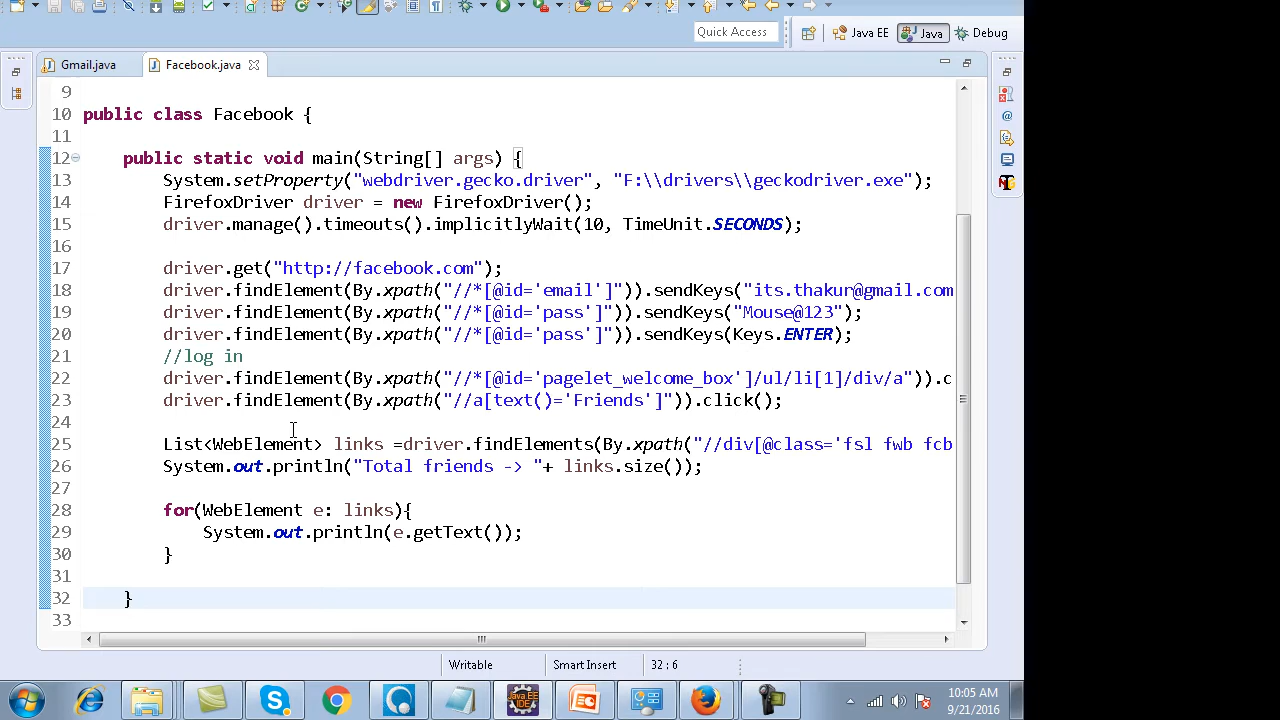 Quick Access
Java EE
Java
Debug
Gmail.java
Facebook.java
9
10 public class Facebook {
11
12 public static void main(String[] args) {
13 System.setProperty("webdriver.gecko.driver", "F:\\drivers\\geckodriver.exe");
14 FirefoxDriver driver = new FirefoxDriver();
15 driver.manage().timeouts().implicitlyWait(10, TimeUnit.SECONDS);
16
17 driver.get("http://facebook.com");
18 driver.findElement(By.xpath("//*[@id='email']")).sendKeys("its.thakur@gmail.com
19 driver.findElement(By.xpath("//*[@id='pass']")).sendKeys("Mouse@123");
20 driver.findElement(By.xpath("//*[@id='pass']")).sendKeys(Keys.ENTER);
21 //log in
22 driver.findElement(By.xpath("//*[@id='pagelet_welcome_box']/ul/li[1]/div/a")).c
23 driver.findElement(By.xpath("//a[text()='Friends']")).click();
24
25 List<WebElement> links =driver.findElements(By.xpath("//div[@class='fsl fwb fcb
26 System.out.println("Total friends -> "+ links.size());
27
28 for(WebElement e: links){
29 System.out.println(e.getText());
30 }
31
32 }
33
Writable
Smart Insert
32 : 6
Java EE
IDE
10:05 AM
9/21/2016